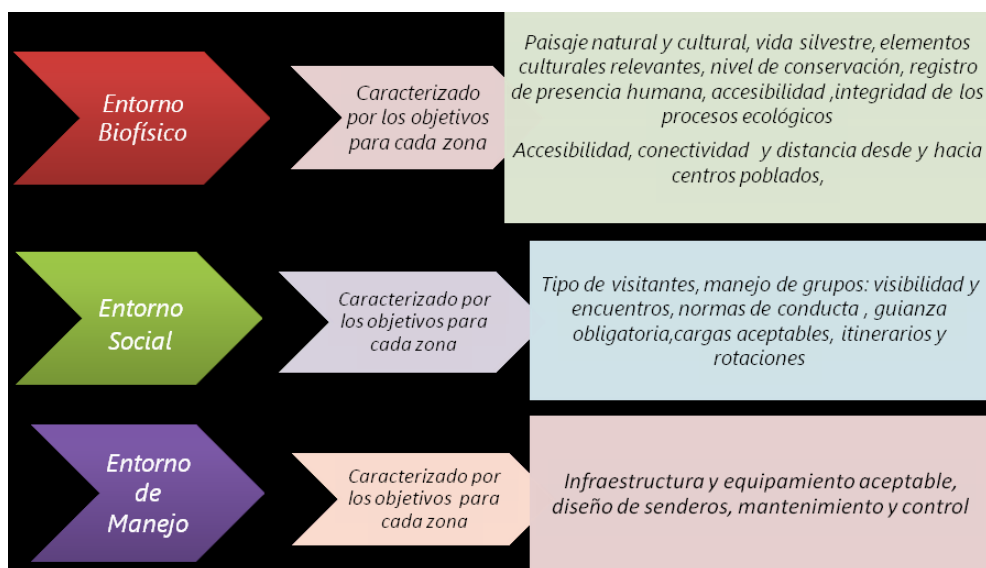 Entorno
Biofísico
Caracterizado
por los objetivos
para cada zona
Paisaje natural y cultural, vida silvestre, elementos
culturales relevantes, nivel de conservación, registro
de presencia humana, accesibilidad ,integridad de los
procesos ecológicos
Accesibilidad, conectividad y distancia desde y hacia
centros poblados,
Entorno
Social
Caracterizado por
los objetivos para
cada zona
Tipo de visitantes, manejo de grupos: visibilidad y
encuentros, normas de conducta , guianza
obligatoria,cargas aceptables, itinerarios y
rotaciones
Entorno
de
Manejo
Caracterizado por
los objetivos para
cada zona
Infraestructura y equipamiento aceptable,
diseño de senderos, mantenimiento y control